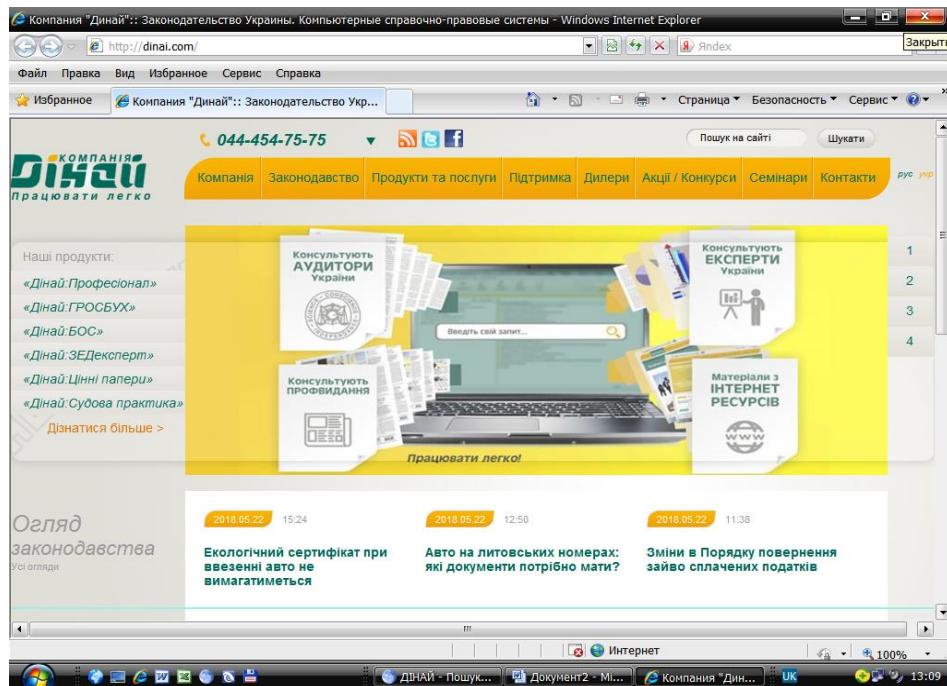 Компания "Динай":: Законодательство Украины. Компьютерные справочно-правовые системы - Windows Internet Explorer
http://dinai.com/
Яndex
Закрыть
Файл Правка Вид Избранное Сервис Справка
Избранное
Компания "Динай":: Законодательство Укр...
Страница
Безопасность
Сервис
044-454-75-75
Пошук на сайті
Шукати
КОМПАНІЯ
Дінай
Працювати легко
Компанія Законодавство Продукти та послуги Підтримка Дилери Акції / Конкурси Семінари Контакти
рус укр
Наші продукти:
«Дінай:Професіонал»
«Дінай:ГРОСБУХ»
«Дінай:БОС»
«Дінай:ЗЕДексперт»
«Дінай:Цінні папери»
«Дінай:Судова практика»
Дізнатися більше >
Консультують
АУДИТОРИ
України
Консультують
ЕКСПЕРТИ
України
Введіть свій запит...
Консультують
ПРОФВИДАННЯ
Матеріали з
ІНТЕРНЕТ
РЕСУРСІВ
www
Працювати легко!
1
2
3
4
Огляд
законодавства
Усі огляди
2018.05.22 15:24
Екологічний сертифікат при
ввезенні авто не
вимагатиметься
2018.05.22 12:50
Авто на литовських номерах:
які документи потрібно мати?
2018.05.22 11:38
Зміни в Порядку повернення
зайво сплачених податків
Интернет
100%
ДІНАЙ - Пошук...
Документ2 - Mi...
Компания "Дин...
UK
13:09